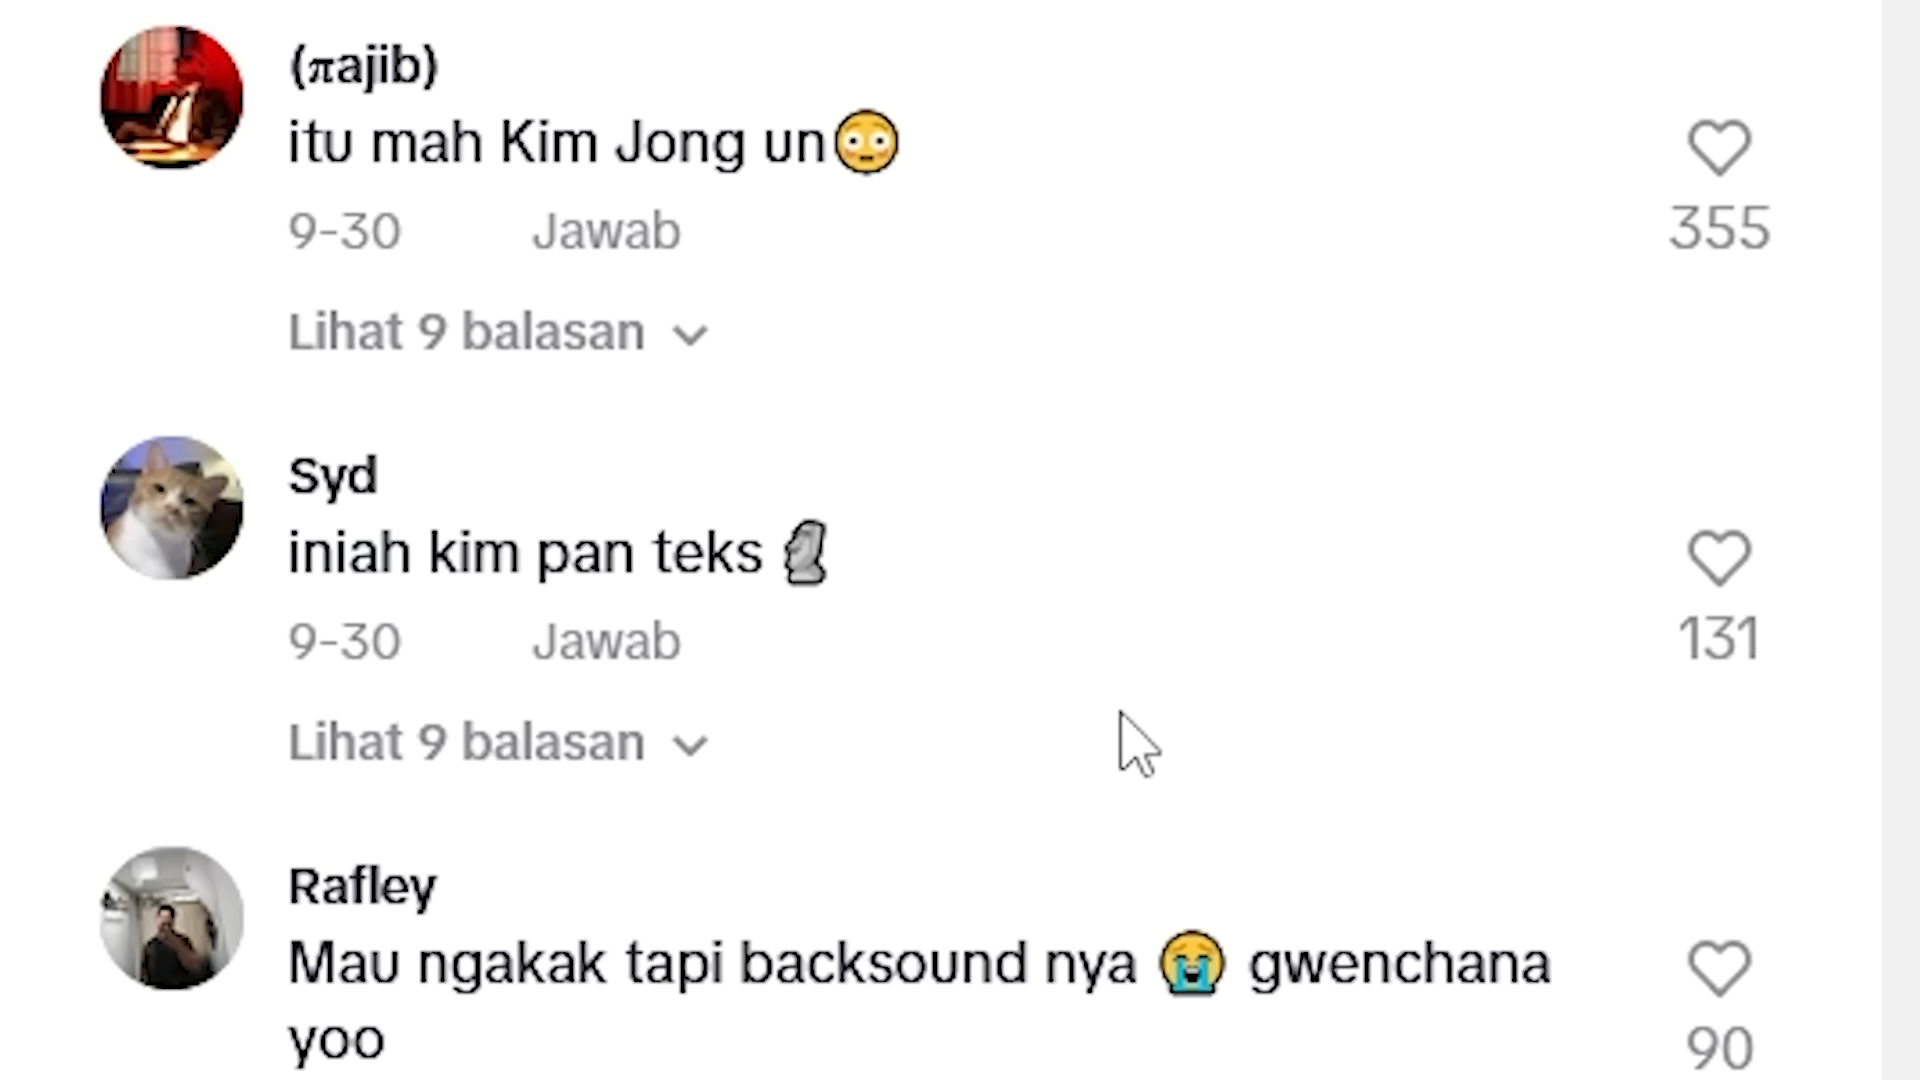 (πajib)
itu mah Kim Jong un😳
9-30 Jawab
355
Lihat 9 balasan
Syd
iniah kim pan teks 🗿
9-30 Jawab
131
Lihat 9 balasan
Rafley
Mau ngakak tapi backsound nya 😭 gwenchana
yoo
90